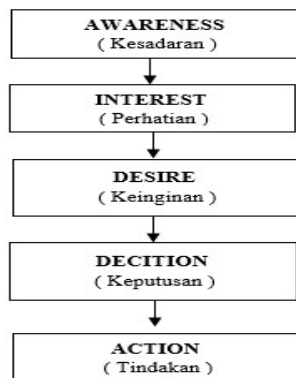 AWARENESS
( Kesadaran )
INTEREST
( Perhatian )
DESIRE
( Keinginan )
DECITION
( Keputusan )
ACTION
( Tindakan )